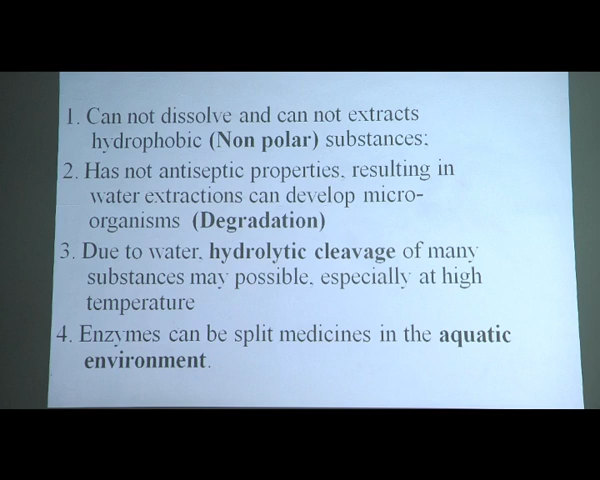 1. Can not dissolve and can not extracts
hydrophobic (Non polar) substances;
2. Has not antiseptic properties, resulting in
water extractions can develop micro-
organisms (Degradation)
3. Due to water, hydrolytic cleavage of many
substances may possible, especially at high
temperature
4. Enzymes can be split medicines in the aquatic
environment.